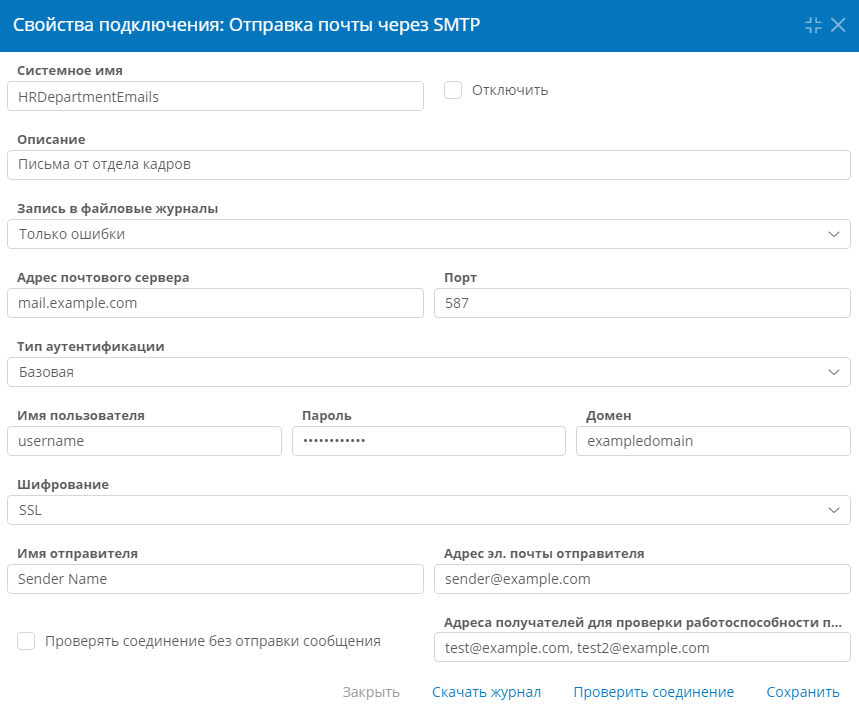 Свойства подключения: Отправка почты через SMTP
Системное имя
HRDepartmentEmails
Отключить
Описание
Письма от отдела кадров
Запись в файловые журналы
Только ошибки
Адрес почтового сервера
Порт
mail.example.com
587
Тип аутентификации
Базовая
Имя пользователя
Пароль
Домен
username
••••••••••••
exampledomain
Шифрование
SSL
Имя отправителя
Адрес эл. почты отправителя
Sender Name
sender@example.com
Адреса получателей для проверки работоспособности п...
Проверять соединение без отправки сообщения
test@example.com, test2@example.com
Закрыть
Скачать журнал
Проверить соединение
Сохранить